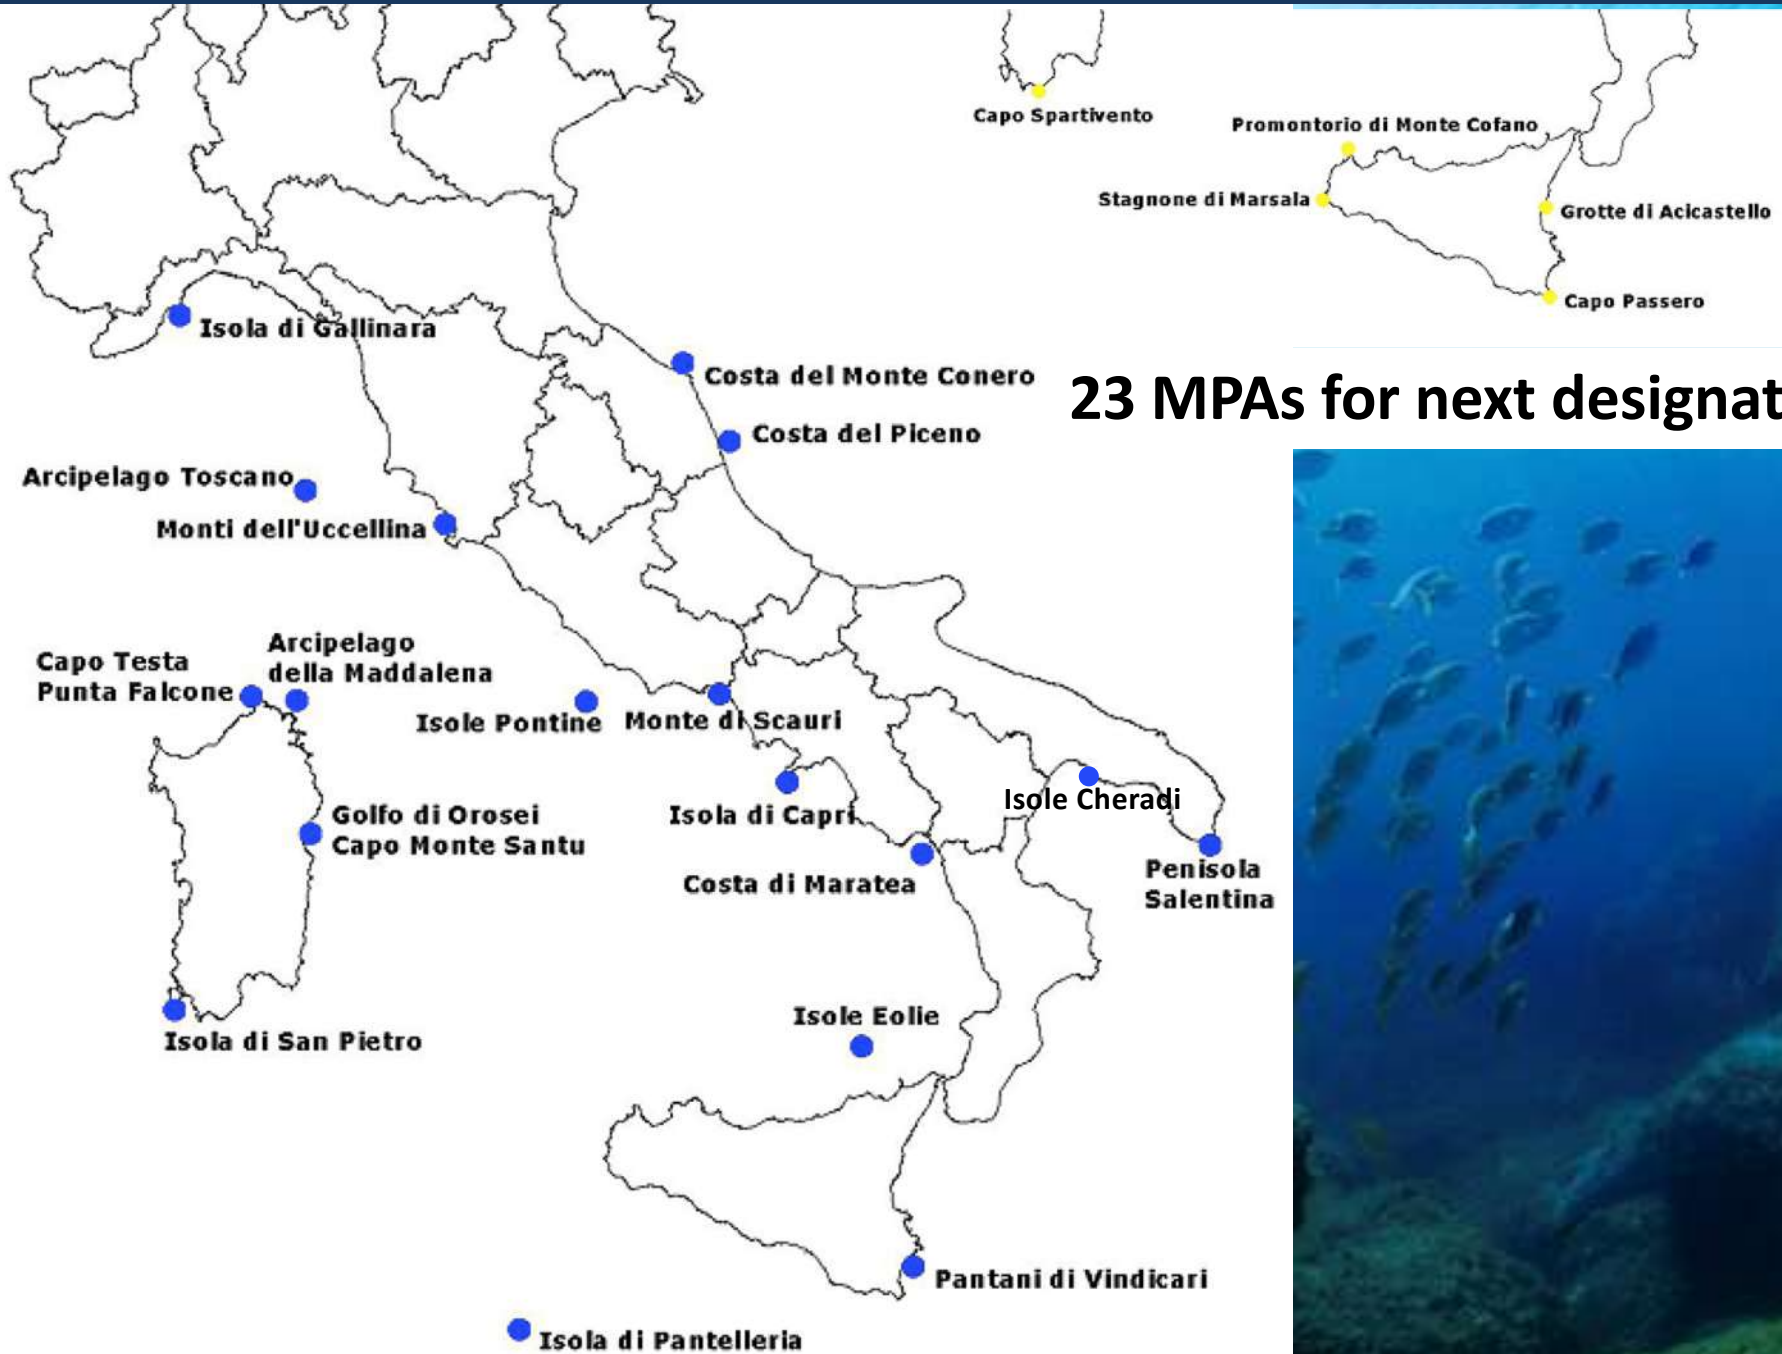 Capo Spartivento
Promontorio di Monte Cofano
Stagnone di Marsala
Grotte di Acicastello
Capo Passero
Isola di Gallinara
Costa del Monte Conero
23 MPAs for next designat
Costa del Piceno
Arcipelago Toscano
Monti dell'Uccellina
Capo Testa
Punta Falcone
Arcipelago
della Maddalena
Isole Pontine
Monte di Scauri
Isola di Capri
Isole Cheradi
Golfo di Orosei
Capo Monte Santu
Costa di Maratea
Penisola
Salentina
Isole Eolie
Isola di San Pietro
Pantani di Vindicari
Isola di Pantelleria